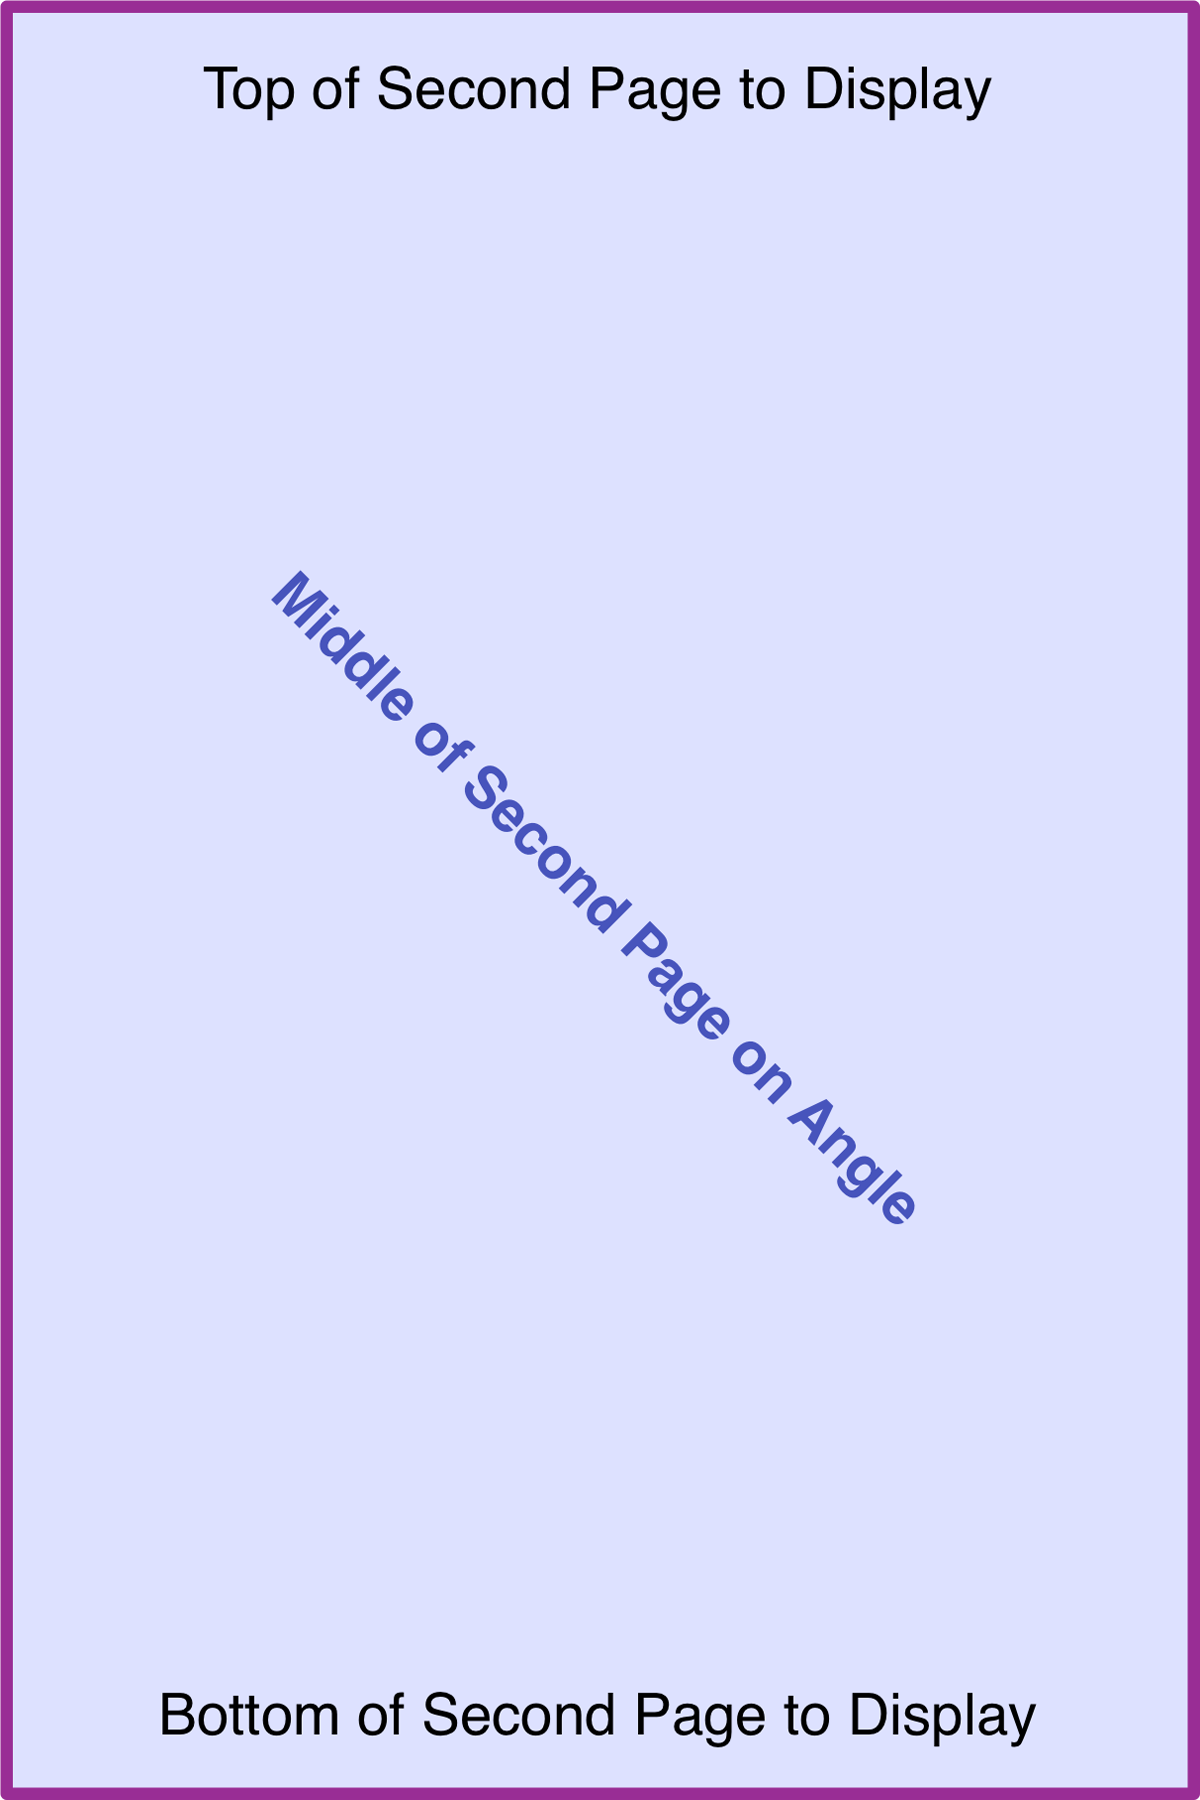 Top of Second Page to Display
Middle of Second Page on Angle
Bottom of Second Page to Display